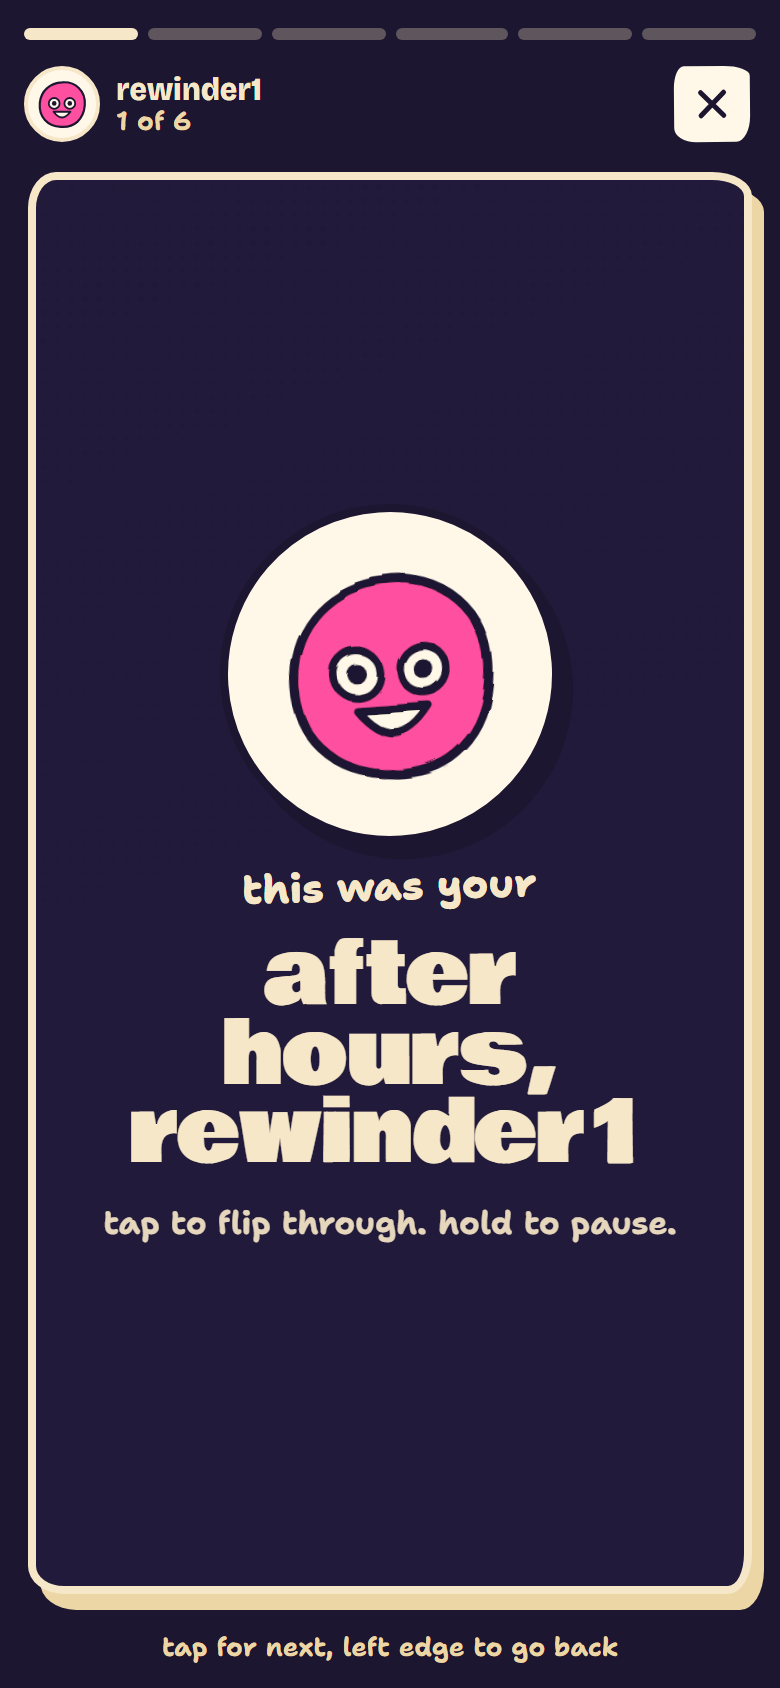 rewinder1
1 of 6
this was your
after
hours,
rewinder1
tap to flip through. hold to pause.
tap for next, left edge to go back